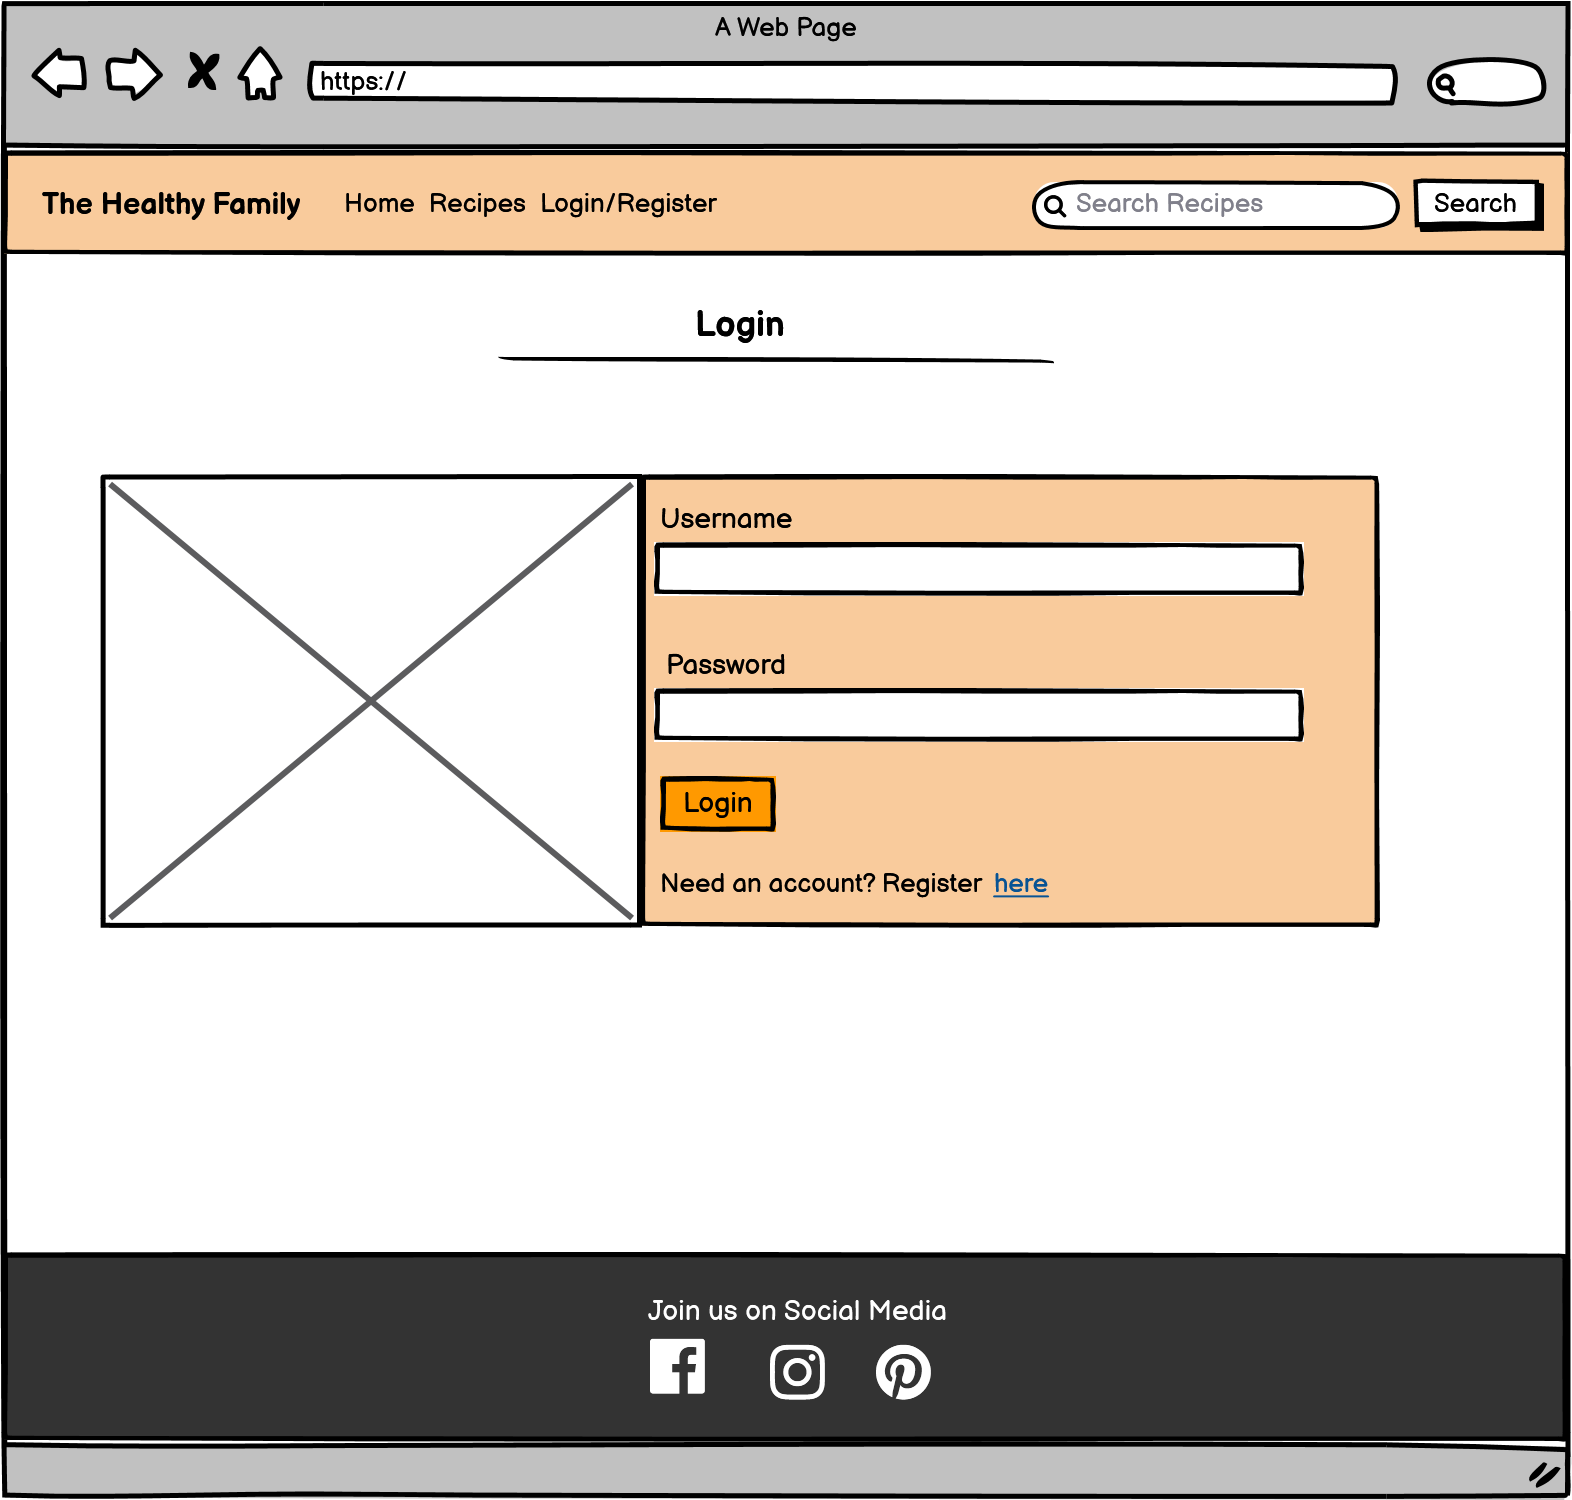 A Web Page
https://
The Healthy Family Home Recipes Login/Register Search Recipes Search
Login
Username
Password
Login
Need an account? Register here
Join us on Social Media